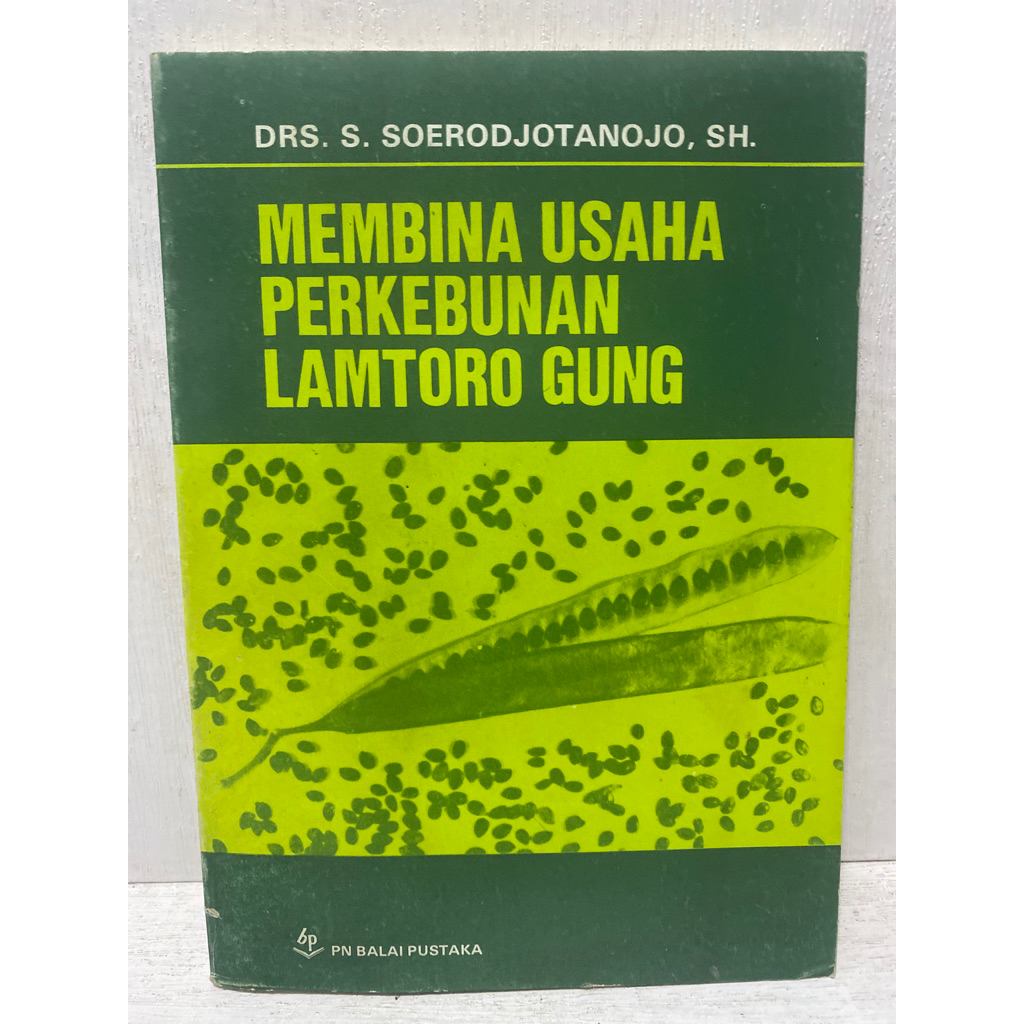 DRS. S. SOERODJOTANOJO, SH.
MEMBINA USAHA
PERKEBUNAN
LAMTORO GUNG
bp
PN BALAI PUSTAKA